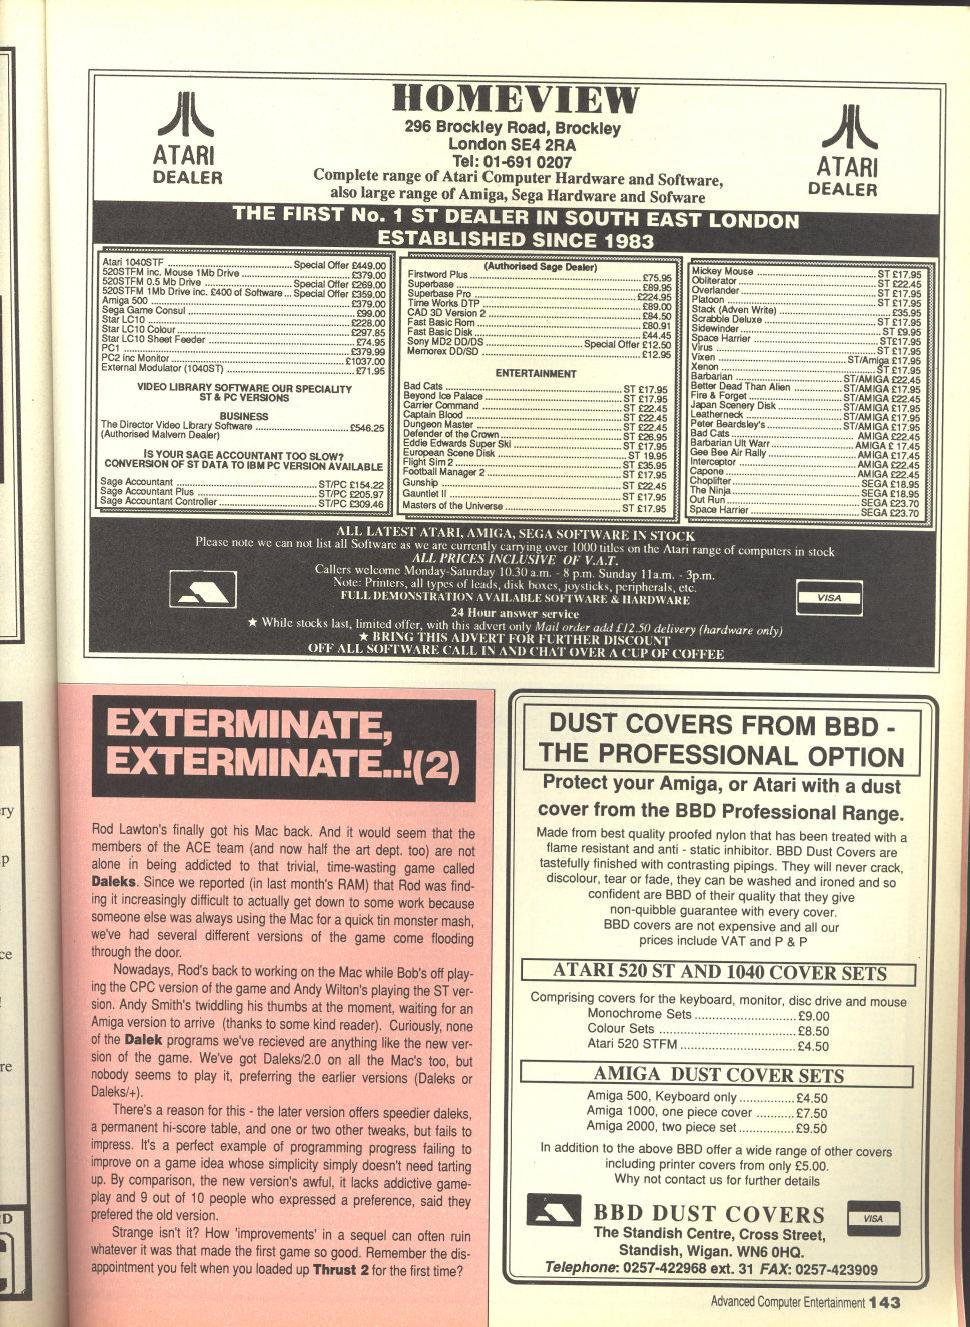 HOMEVIEW
ATARI
DEALER
296 Brockley Road, Brockley
London SE4 2RA
Tel: 01-691 0207
Complete range of Atari Computer Hardware and Software,
also large range of Amiga, Sega Hardware and Sofware
ATARI
DEALER
THE FIRST No. 1 ST DEALER IN SOUTH EAST LONDON
ESTABLISHED SINCE 1983
Atari 1040STF ... Special Offer £449.00
520STFM inc. Mouse 1Mb Drive ... £379.00
520STFM 0.5 Mb Drive ... Special Offer £269.00
520STFM 1Mb Drive inc. £400 of Software ... Special Offer £359.00
Amiga 500 ... £379.00
Sega Game Consul ... £99.00
Star LC10 ... £228.00
Star LC10 Colour ... £297.85
Star LC10 Sheet Feeder ... £74.95
PC1 ... £379.99
PC2 inc Monitor ... £1037.00
External Modulator (1040ST) ... £71.95
VIDEO LIBRARY SOFTWARE OUR SPECIALITY
ST & PC VERSIONS
BUSINESS
The Director Video Library Software ... £546.25
(Authorised Malvern Dealer)
IS YOUR SAGE ACCOUNTANT TOO SLOW?
CONVERSION OF ST DATA TO IBM PC VERSION AVAILABLE
Sage Accountant ... ST/PC £154.22
Sage Accountant Plus ... ST/PC £205.97
Sage Accountant Controller ... ST/PC £309.46
(Authorised Sage Dealer)
Firstword Plus ... £75.95
Superbase ... £89.95
Superbase Pro ... £224.95
Time Works DTP ... £89.00
CAD 3D Version 2 ... £84.50
Fast Basic Rom ... £80.91
Fast Basic Disk ... £44.45
Sony MD2 DD/DS ... Special Offer £12.50
Memorex DD/SD ... £12.95
ENTERTAINMENT
Bad Cats ... ST £17.95
Beyond Ice Palace ... ST £17.95
Carrier Command ... ST £22.45
Captain Blood ... ST £22.45
Dungeon Master ... ST £22.45
Defender of the Crown ... ST £26.95
Eddie Edwards Super Ski ... ST £17.95
European Scene Disk ... ST 19.95
Flight Sim 2 ... ST £35.95
Football Manager 2 ... ST £17.95
Gunship ... ST £22.45
Gauntlet II ... ST £17.95
Masters of the Universe ... ST £17.95
Mickey Mouse ... ST £17.95
Obliterator ... ST £22.45
Overlander ... ST £17.95
Platoon ... ST £17.95
Stack (Adven Write) ... £35.95
Scrabble Deluxe ... ST £17.95
Sidewinder ... ST £9.95
Space Harrier ... ST£17.95
Virus ... ST £17.95
Vixen ... ST/Amiga £17.95
Xenon ... ST £17.95
Barbarian ... ST/AMIGA £22.45
Better Dead Than Alien ... ST/AMIGA £17.95
Fire & Forget ... ST/AMIGA £17.95
Japan Scenery Disk ... ST/AMIGA £17.95
Leatherneck ... ST/AMIGA £17.95
Peter Beardsley's ... ST/AMIGA £17.95
Bad Cats ... AMIGA £22.45
Barbarian Ult Warr ... AMIGA £ 17.45
Gee Bee Air Rally ... AMIGA £17.45
Interceptor ... AMIGA £22.45
Capone ... AMIGA £22.45
Choplifter ... SEGA £18.95
The Ninja ... SEGA £18.95
Out Run ... SEGA £23.70
Space Harrier ... SEGA £23.70
ALL LATEST ATARI, AMIGA, SEGA SOFTWARE IN STOCK
Please note we can not list all Software as we are currently carrying over 1000 titles on the Atari range of computers in stock
ALL PRICES INCLUSIVE OF V.A.T.
Callers welcome Monday-Saturday 10.30 a.m. - 8 p.m. Sunday 11a.m. - 3p.m.
Note: Printers, all types of leads, disk boxes, joysticks, peripherals, etc.
FULL DEMONSTRATION AVAILABLE SOFTWARE & HARDWARE
24 Hour answer service
★ While stocks last, limited offer, with this advert only Mail order add £12.50 delivery (hardware only)
★ BRING THIS ADVERT FOR FURTHER DISCOUNT
OFF ALL SOFTWARE CALL IN AND CHAT OVER A CUP OF COFFEE
VISA
EXTERMINATE,
EXTERMINATE..!(2)
Rod Lawton's finally got his Mac back. And it would seem that the
members of the ACE team (and now half the art dept. too) are not
alone in being addicted to that trivial, time-wasting game called
Daleks. Since we reported (in last month's RAM) that Rod was find-
ing it increasingly difficult to actually get down to some work because
someone else was always using the Mac for a quick tin monster mash,
we've had several different versions of the game come flooding
through the door.
Nowadays, Rod's back to working on the Mac while Bob's off play-
ing the CPC version of the game and Andy Wilton's playing the ST ver-
sion. Andy Smith's twiddling his thumbs at the moment, waiting for an
Amiga version to arrive (thanks to some kind reader). Curiously, none
of the Dalek programs we've recieved are anything like the new ver-
sion of the game. We've got Daleks/2.0 on all the Mac's too, but
nobody seems to play it, preferring the earlier versions (Daleks or
Daleks/+).
There's a reason for this - the later version offers speedier daleks,
a permanent hi-score table, and one or two other tweaks, but fails to
impress. It's a perfect example of programming progress failing to
improve on a game idea whose simplicity simply doesn't need tarting
up. By comparison, the new version's awful, it lacks addictive game-
play and 9 out of 10 people who expressed a preference, said they
prefered the old version.
Strange isn't it? How 'improvements' in a sequel can often ruin
whatever it was that made the first game so good. Remember the dis-
appointment you felt when you loaded up Thrust 2 for the first time?
DUST COVERS FROM BBD -
THE PROFESSIONAL OPTION
Protect your Amiga, or Atari with a dust
cover from the BBD Professional Range.
Made from best quality proofed nylon that has been treated with a
flame resistant and anti - static inhibitor. BBD Dust Covers are
tastefully finished with contrasting pipings. They will never crack,
discolour, tear or fade, they can be washed and ironed and so
confident are BBD of their quality that they give
non-quibble guarantee with every cover.
BBD covers are not expensive and all our
prices include VAT and P & P
ATARI 520 ST AND 1040 COVER SETS
Comprising covers for the keyboard, monitor, disc drive and mouse
Monochrome Sets ... £9.00
Colour Sets ... £8.50
Atari 520 STFM ... £4.50
AMIGA DUST COVER SETS
Amiga 500, Keyboard only ... £4.50
Amiga 1000, one piece cover ... £7.50
Amiga 2000, two piece set ... £9.50
In addition to the above BBD offer a wide range of other covers
including printer covers from only £5.00.
Why not contact us for further details
BBD DUST COVERS
VISA
The Standish Centre, Cross Street,
Standish, Wigan. WN6 0HQ.
Telephone: 0257-422968 ext. 31 FAX: 0257-423909
Advanced Computer Entertainment 143